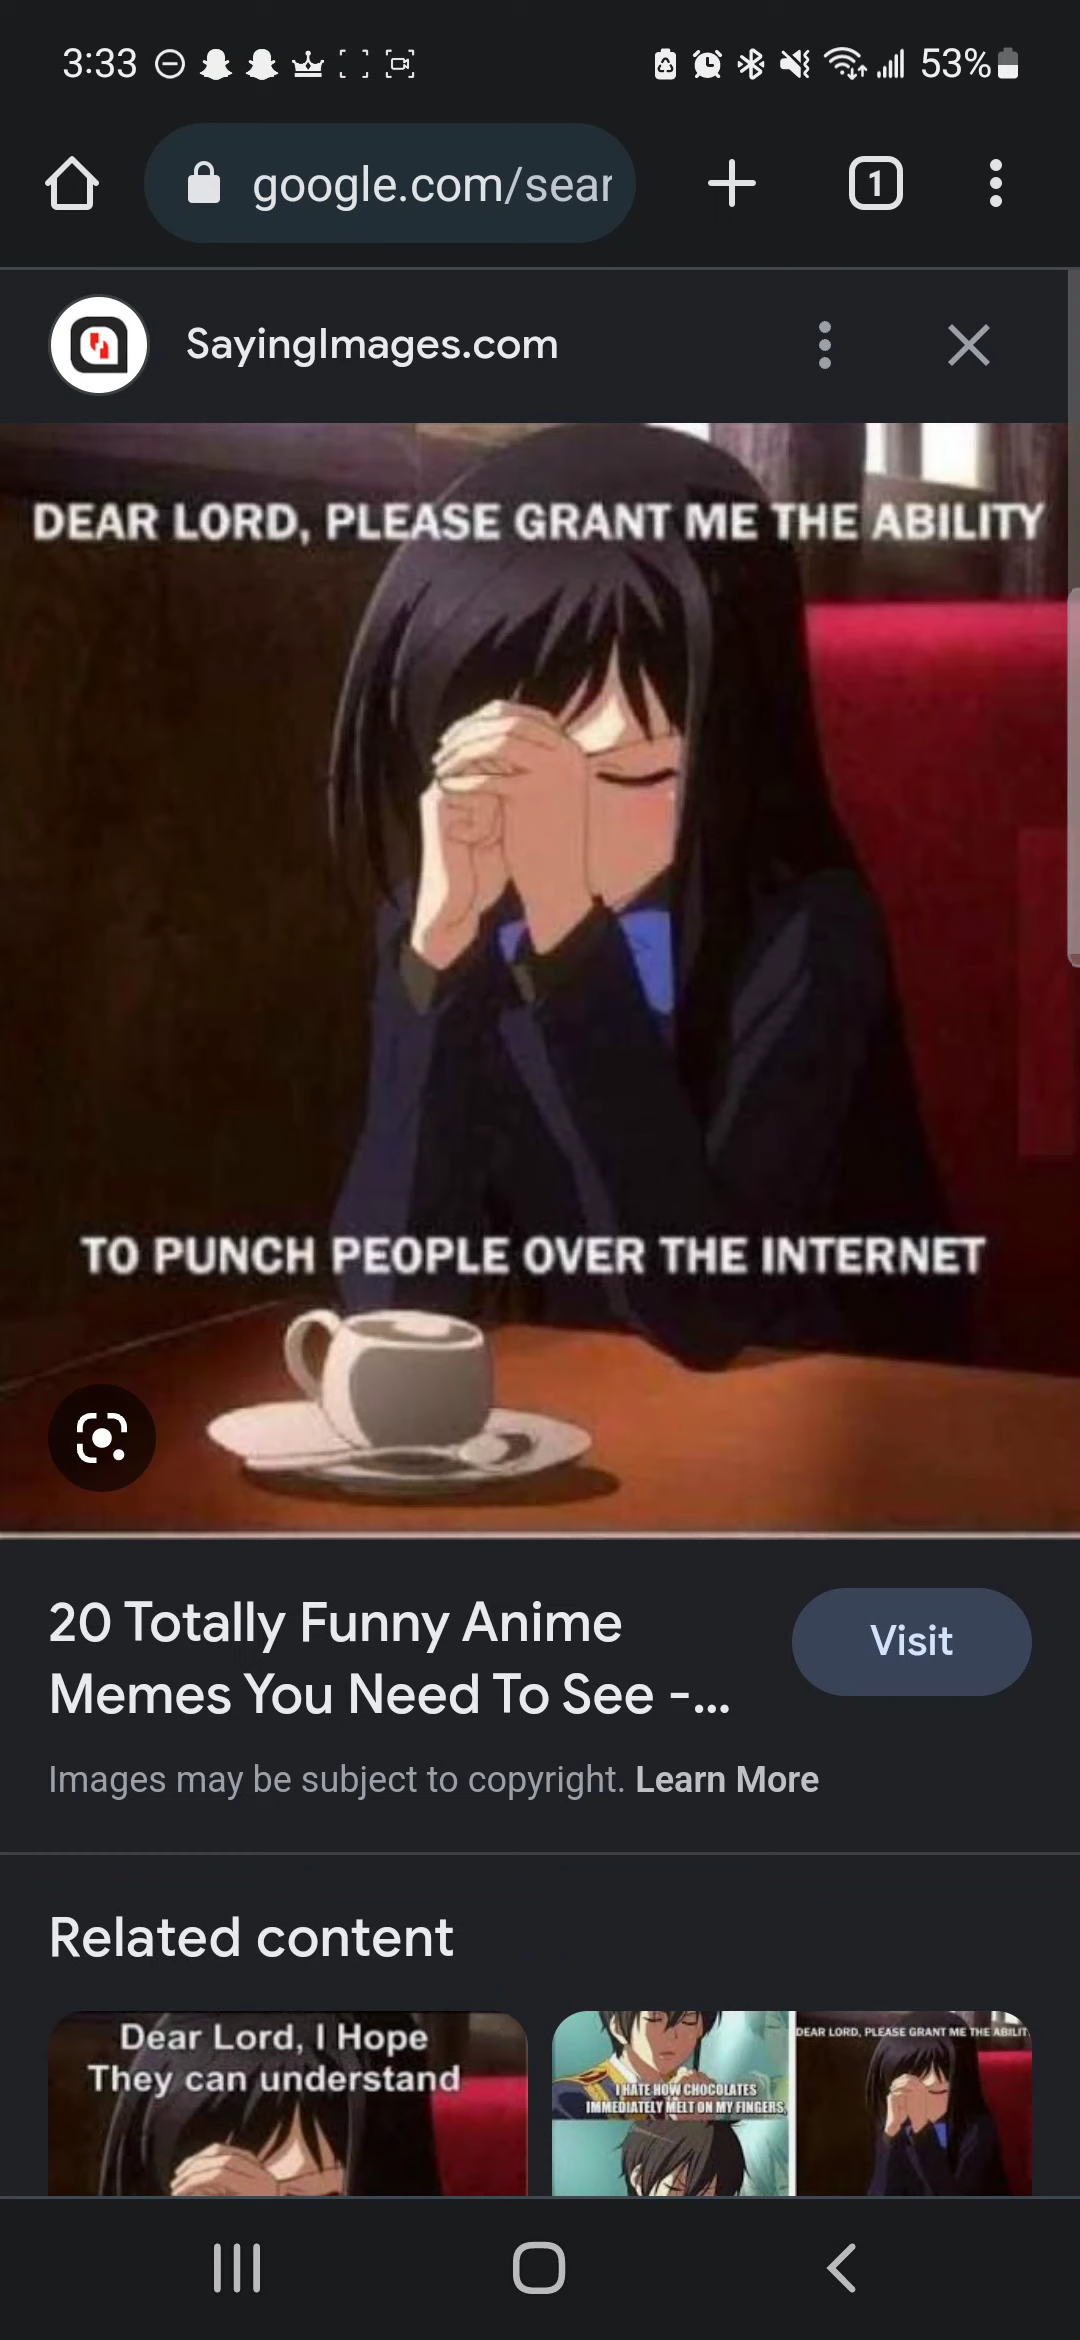 3:33
53%
google.com/sear
1
SayingImages.com
DEAR LORD, PLEASE GRANT ME THE ABILITY
TO PUNCH PEOPLE OVER THE INTERNET
20 Totally Funny Anime
Memes You Need To See -...
Visit
Images may be subject to copyright. Learn More
Related content
Dear Lord, I Hope
They can understand
I HATE HOW CHOCOLATES
IMMEDIATELY MELT ON MY FINGERS,
DEAR LORD, PLEASE GRANT ME THE ABILIT